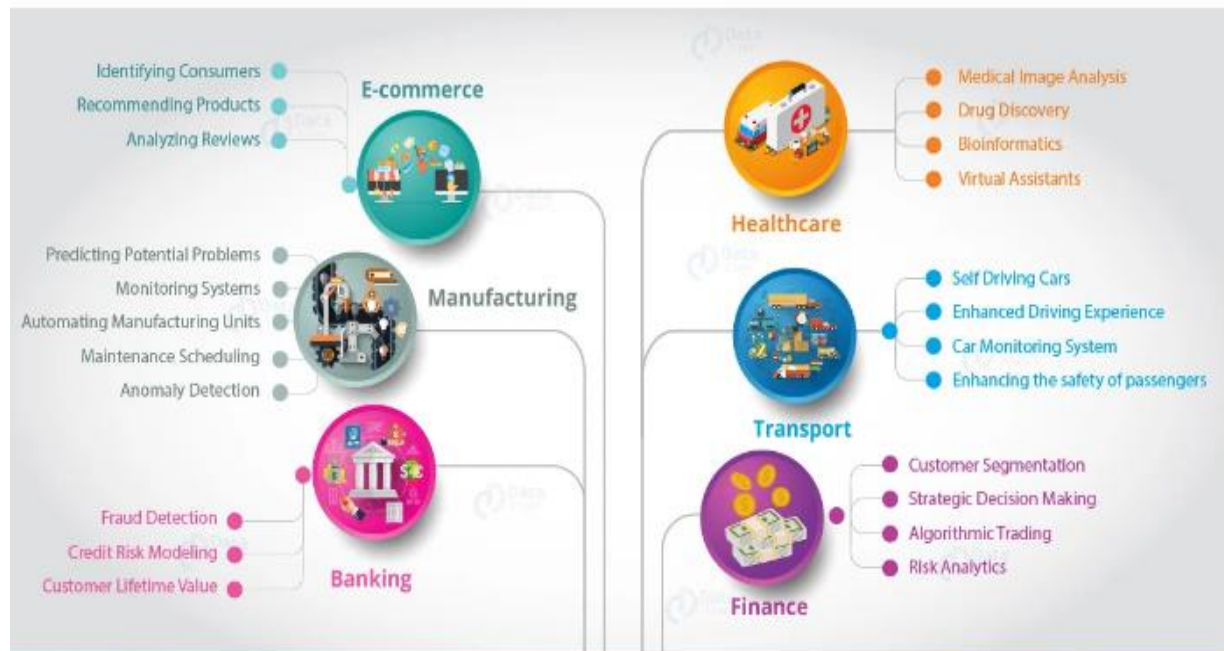 E-commerce
Identifying Consumers
Recommending Products
Analyzing Reviews
Manufacturing
Predicting Potential Problems
Monitoring Systems
Automating Manufacturing Units
Maintenance Scheduling
Anomaly Detection
Banking
Fraud Detection
Credit Risk Modeling
Customer Lifetime Value
Healthcare
Medical Image Analysis
Drug Discovery
Bioinformatics
Virtual Assistants
Transport
Self Driving Cars
Enhanced Driving Experience
Car Monitoring System
Enhancing the safety of passengers
Finance
Customer Segmentation
Strategic Decision Making
Algorithmic Trading
Risk Analytics